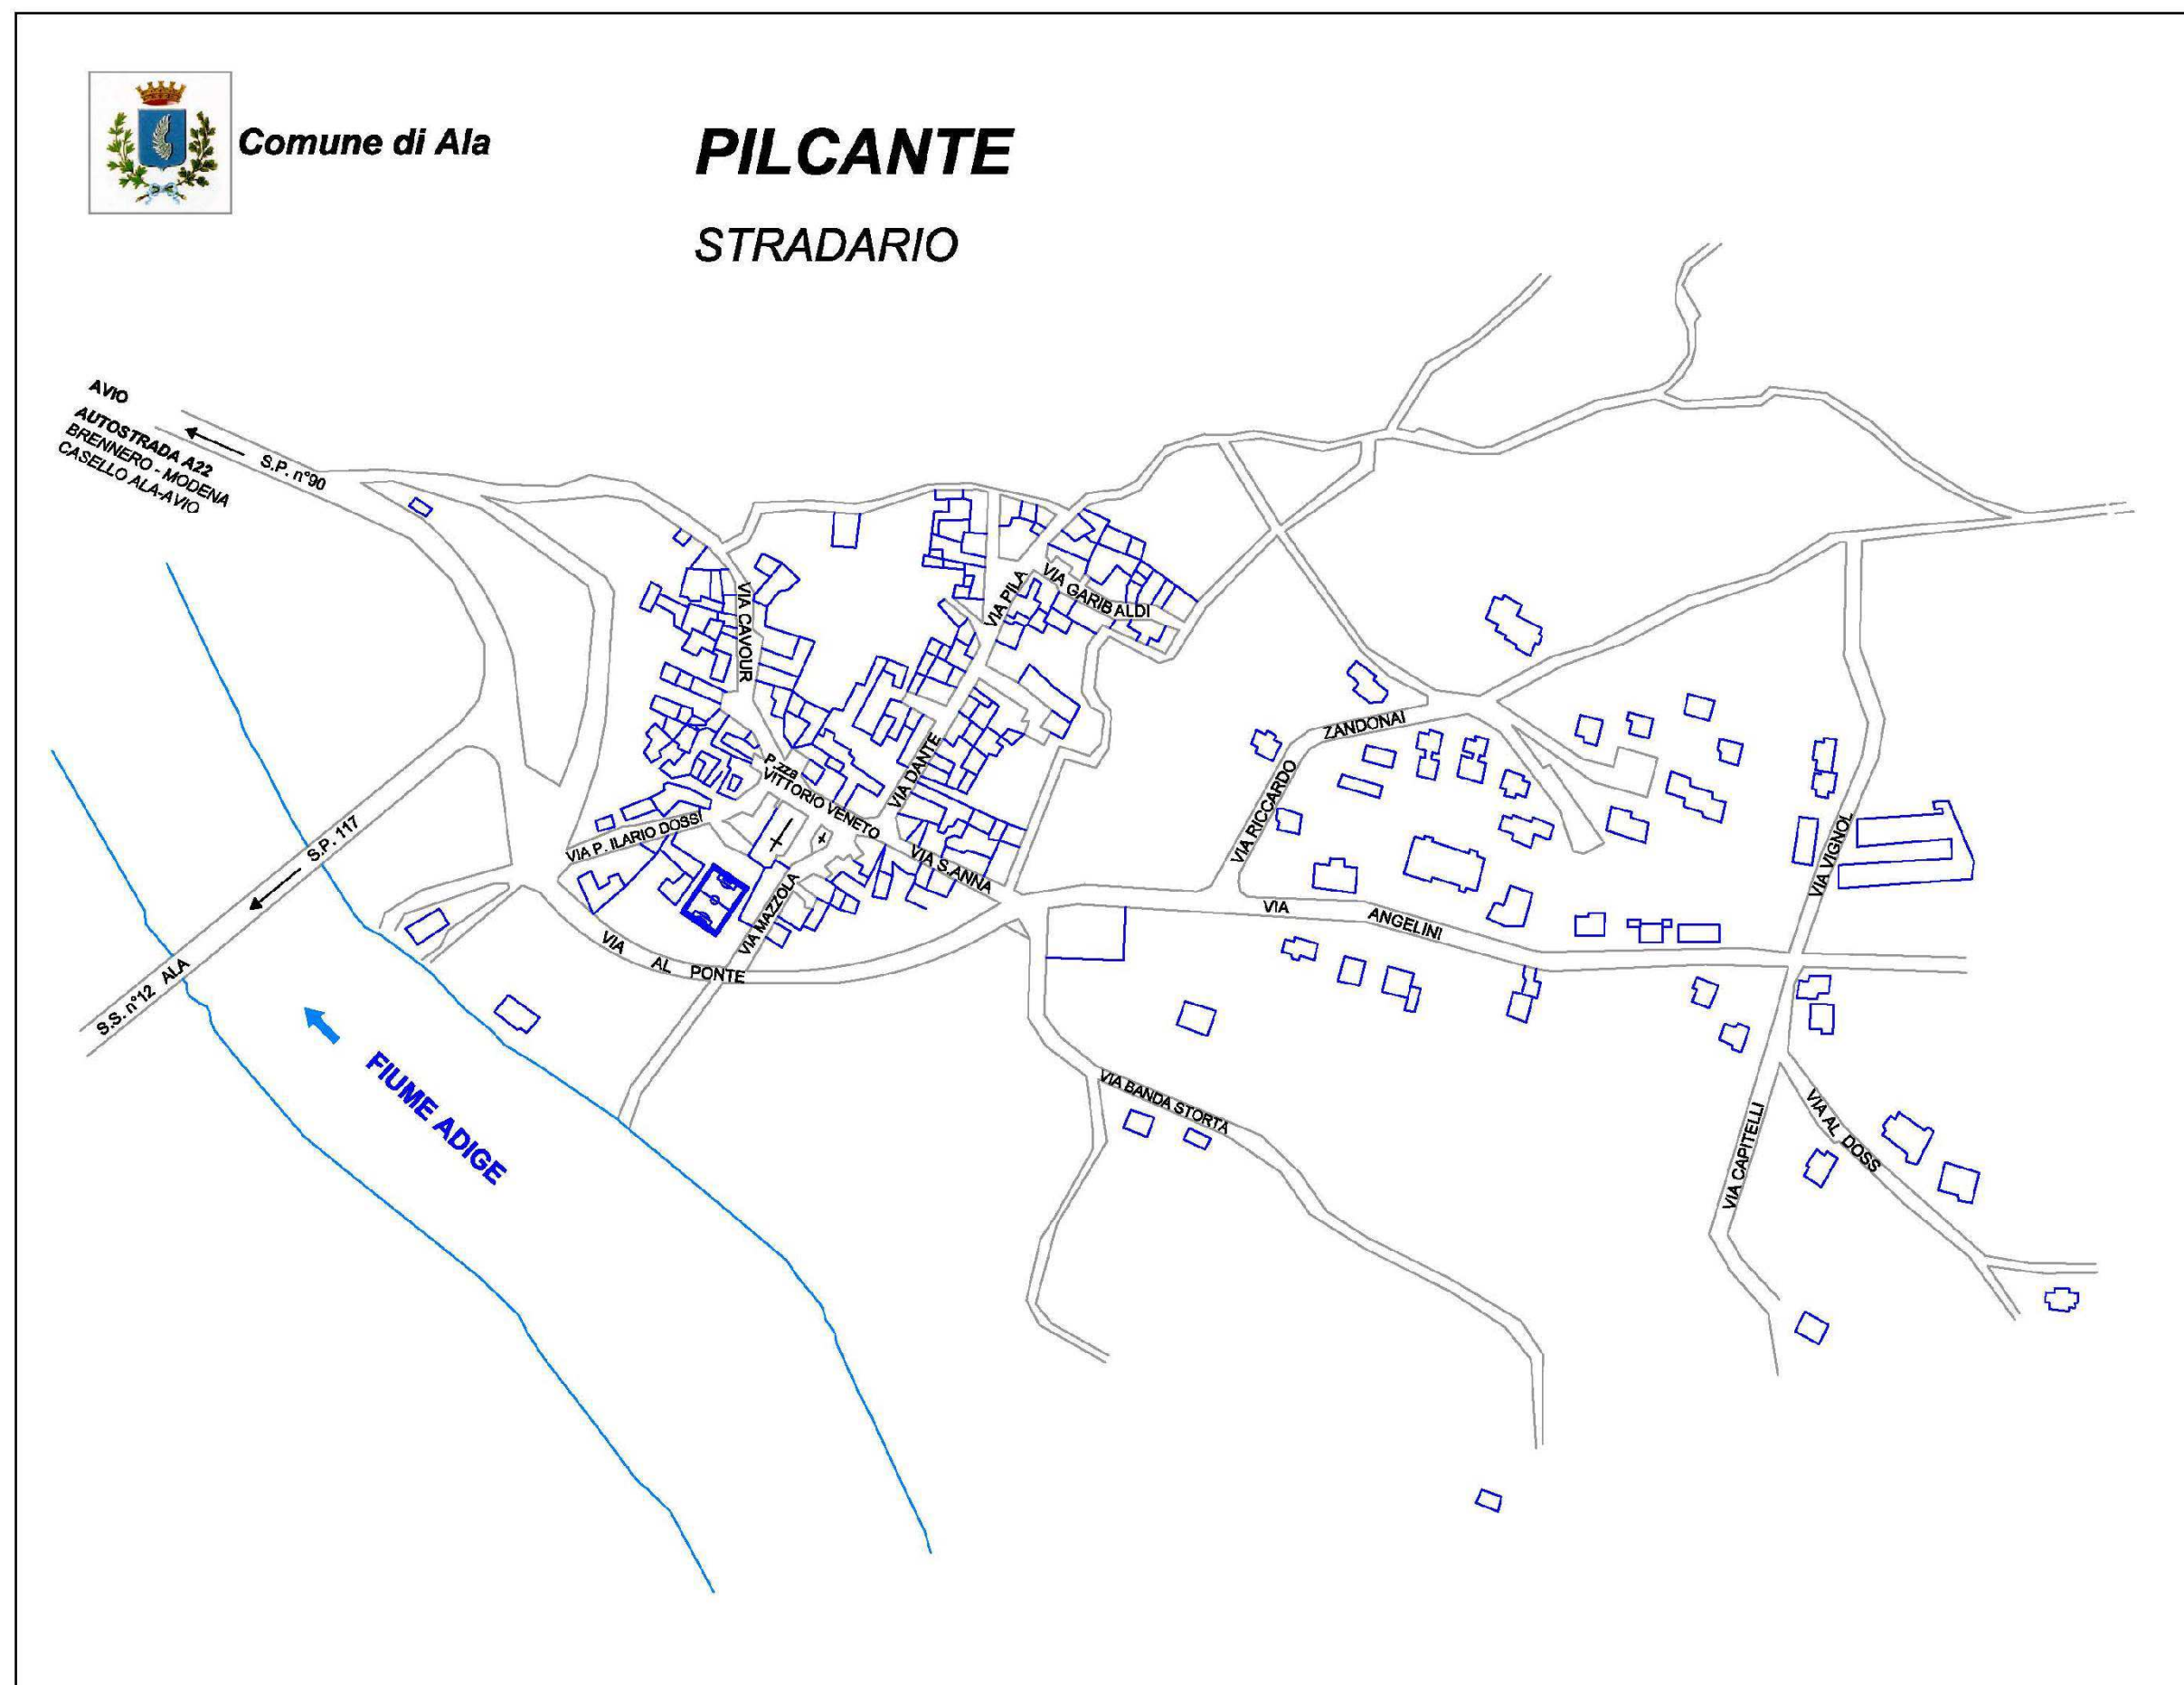 Comune di Ala
PILCANTE
STRADARIO
AVIO
AUTOSTRADA A22
BRENNERO - MODENA
CASELLO ALA-AVIO
S.P. n°90
VIA CAVOUR
VIA PILA
VIA GARIBALDI
VIA DANTE
P.zza
VITTORIO VENETO
VIA P. ILARIO DOSSI
VIA S.ANNA
VIA MAZZOLA
VIA AL PONTE
S.P. 117
S.S. n°12 ALA
FIUME ADIGE
VIA RICCARDO ZANDONAI
VIA ANGELINI
VIA VIGNOL
VIA BANDA STORTA
VIA CAPITELLI
VIA AL DOSS